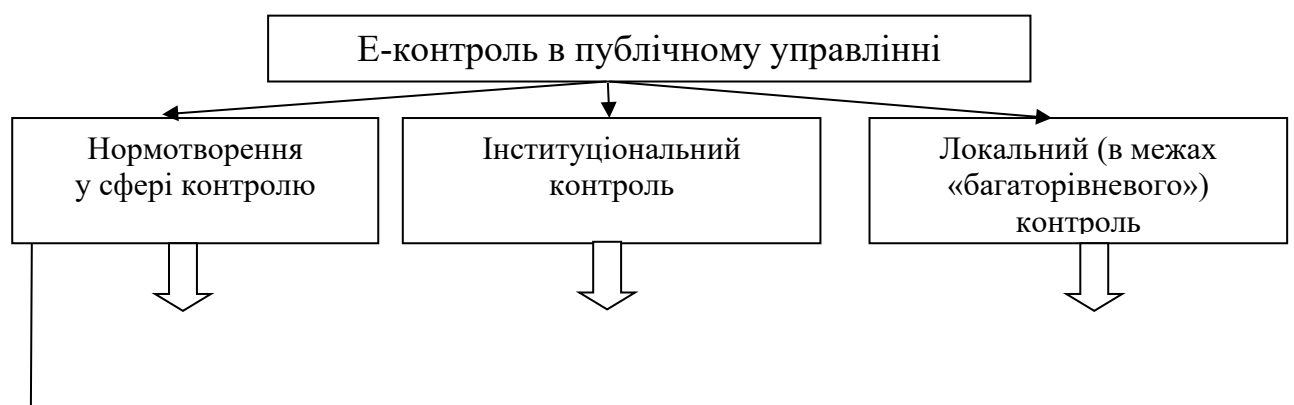 Е-контроль в публічному управлінні
Нормотворення
у сфері контролю
Інституціональний
контроль
Локальний (в межах
«багаторівневого»)
контроль